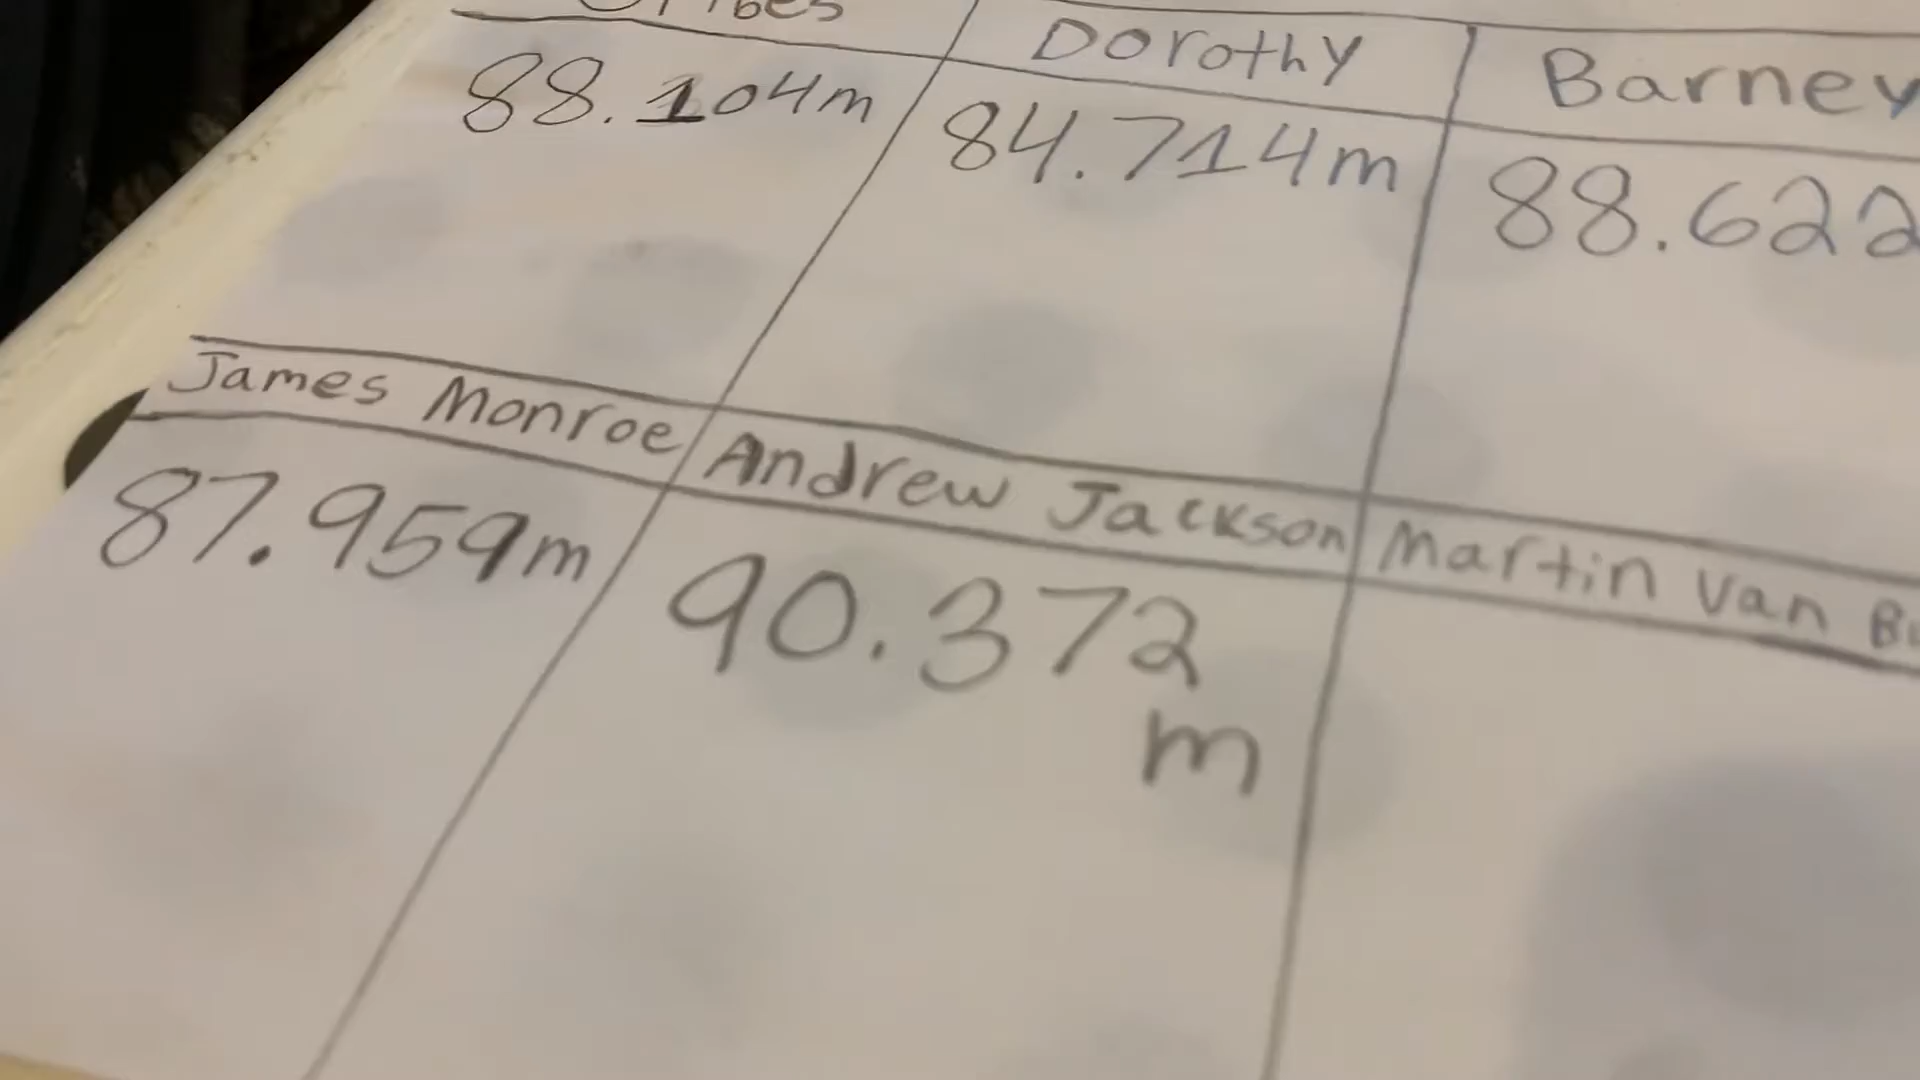 Dorothy
Barney
88.104m
84.714m
88.622
James Monroe
Andrew Jackson
Martin Van
87.959m
90.372
m